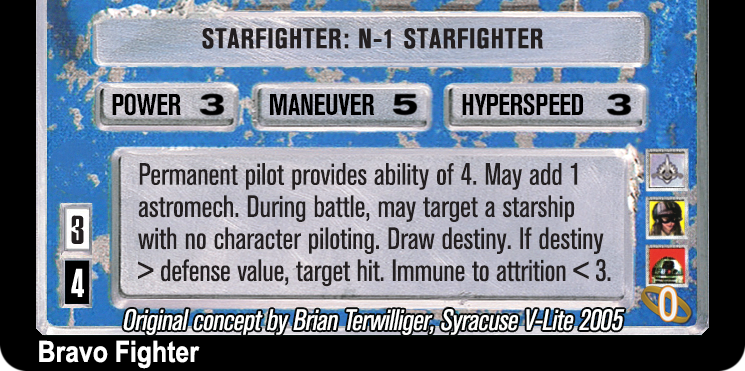 STARFIGHTER: N-1 STARFIGHTER
POWER 3 MANEUVER 5 HYPERSPEED 3
Permanent pilot provides ability of 4. May add 1
astromech. During battle, may target a starship
with no character piloting. Draw destiny. If destiny
> defense value, target hit. Immune to attrition < 3.
3
4
0
Original concept by Brian Terwilliger, Syracuse V-Lite 2005
Bravo Fighter